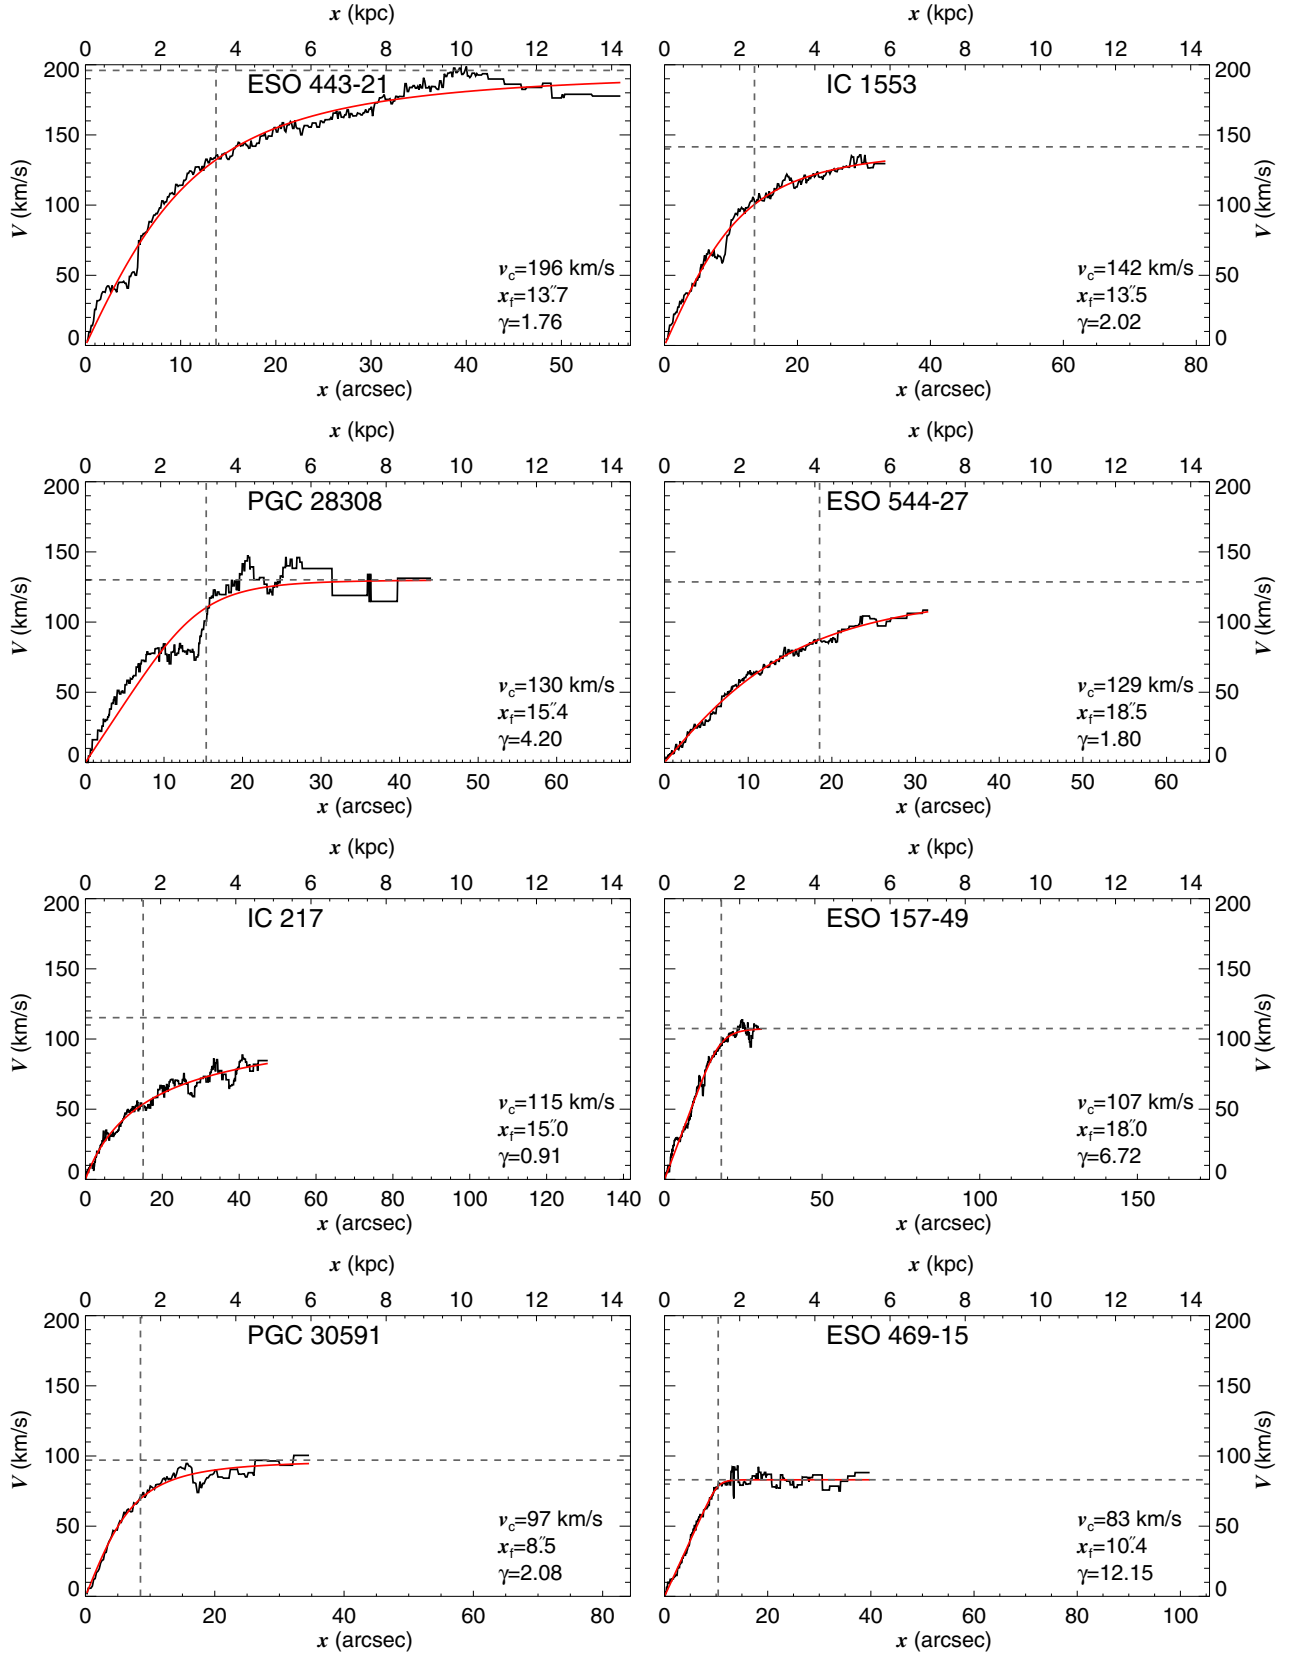 x (kpc) x (kpc)
0 2 4 6 8 10 12 14 0 2 4 6 8 10 12 14
200 ESO 443-21 IC 1553 200
150 150
100 100
V (km/s) V (km/s)
50 vc=196 km/s vc=142 km/s 50
xf=13."7 xf=13."5
0 γ=1.76 γ=2.02 0
0 10 20 30 40 50 0 20 40 60 80
x (arcsec) x (arcsec)
x (kpc) x (kpc)
0 2 4 6 8 10 12 14 0 2 4 6 8 10 12 14
200 PGC 28308 ESO 544-27 200
150 150
100 100
V (km/s) V (km/s)
50 vc=130 km/s vc=129 km/s 50
xf=15."4 xf=18."5
0 γ=4.20 γ=1.80 0
0 10 20 30 40 50 60 0 10 20 30 40 50 60
x (arcsec) x (arcsec)
x (kpc) x (kpc)
0 2 4 6 8 10 12 14 0 2 4 6 8 10 12 14
200 IC 217 ESO 157-49 200
150 150
100 100
V (km/s) V (km/s)
50 vc=115 km/s vc=107 km/s 50
xf=15."0 xf=18."0
0 γ=0.91 γ=6.72 0
0 20 40 60 80 100 120 140 0 50 100 150
x (arcsec) x (arcsec)
x (kpc) x (kpc)
0 2 4 6 8 10 12 14 0 2 4 6 8 10 12 14
200 PGC 30591 ESO 469-15 200
150 150
100 100
V (km/s) V (km/s)
50 vc=97 km/s vc=83 km/s 50
xf=8."5 xf=10."4
0 γ=2.08 γ=12.15 0
0 20 40 60 80 0 20 40 60 80 100
x (arcsec) x (arcsec)